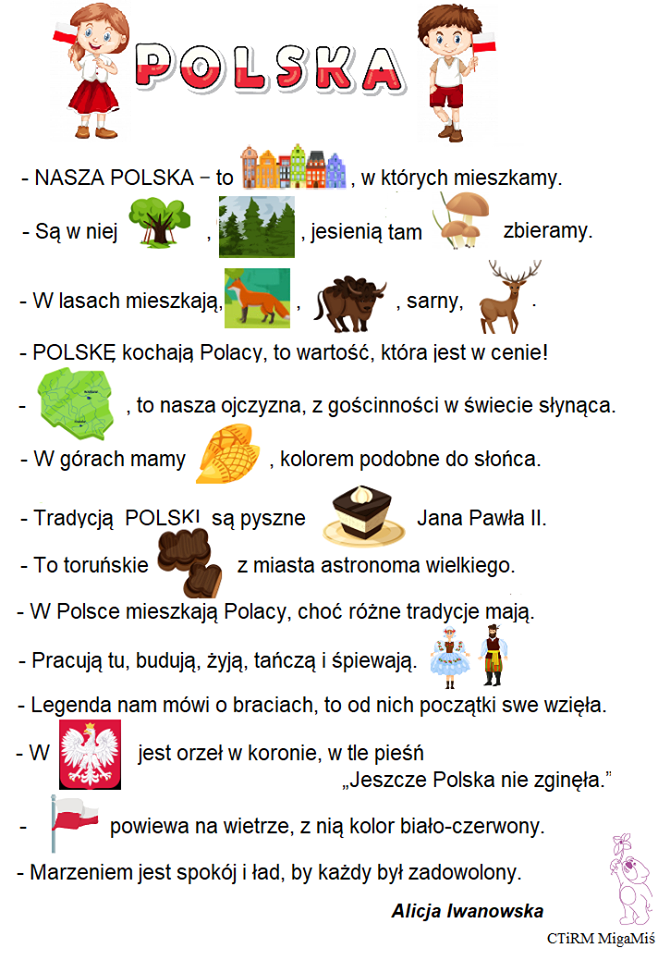 POLSKA
- NASZA POLSKA – to , w których mieszkamy.
- Są w niej , , jesienią tam zbieramy.
- W lasach mieszkają, , , sarny, .
- POLSKĘ kochają Polacy, to wartość, która jest w cenie!
- , to nasza ojczyzna, z gościnności w świecie słynąca.
- W górach mamy , kolorem podobne do słońca.
- Tradycją POLSKI są pyszne Jana Pawła II.
- To toruńskie z miasta astronoma wielkiego.
- W Polsce mieszkają Polacy, choć różne tradycje mają.
- Pracują tu, budują, żyją, tańczą i śpiewają.
- Legenda nam mówi o braciach, to od nich początki swe wzięła.
- W jest orzeł w koronie, w tle pieśń
„Jeszcze Polska nie zginęła.”
- powiewa na wietrze, z nią kolor biało-czerwony.
- Marzeniem jest spokój i ład, by każdy był zadowolony.
Alicja Iwanowska
CTiRM MigaMiś